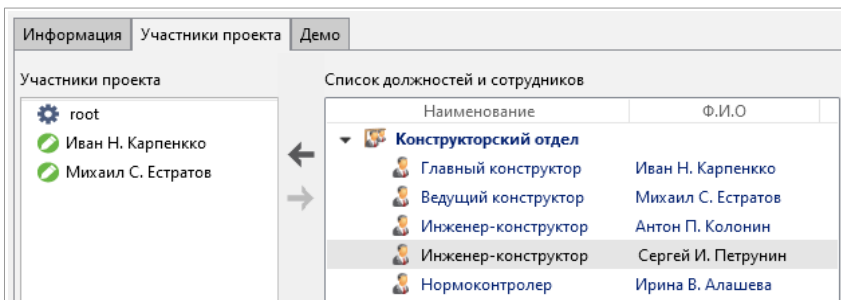 Информация Участники проекта Демо
Участники проекта
root
Иван Н. Карпенкко
Михаил С. Естратов
Список должностей и сотрудников
Наименование Ф.И.О
Конструкторский отдел
Главный конструктор Иван Н. Карпенкко
Ведущий конструктор Михаил С. Естратов
Инженер-конструктор Антон П. Колонин
Инженер-конструктор Сергей И. Петрунин
Нормоконтролер Ирина В. Алашева